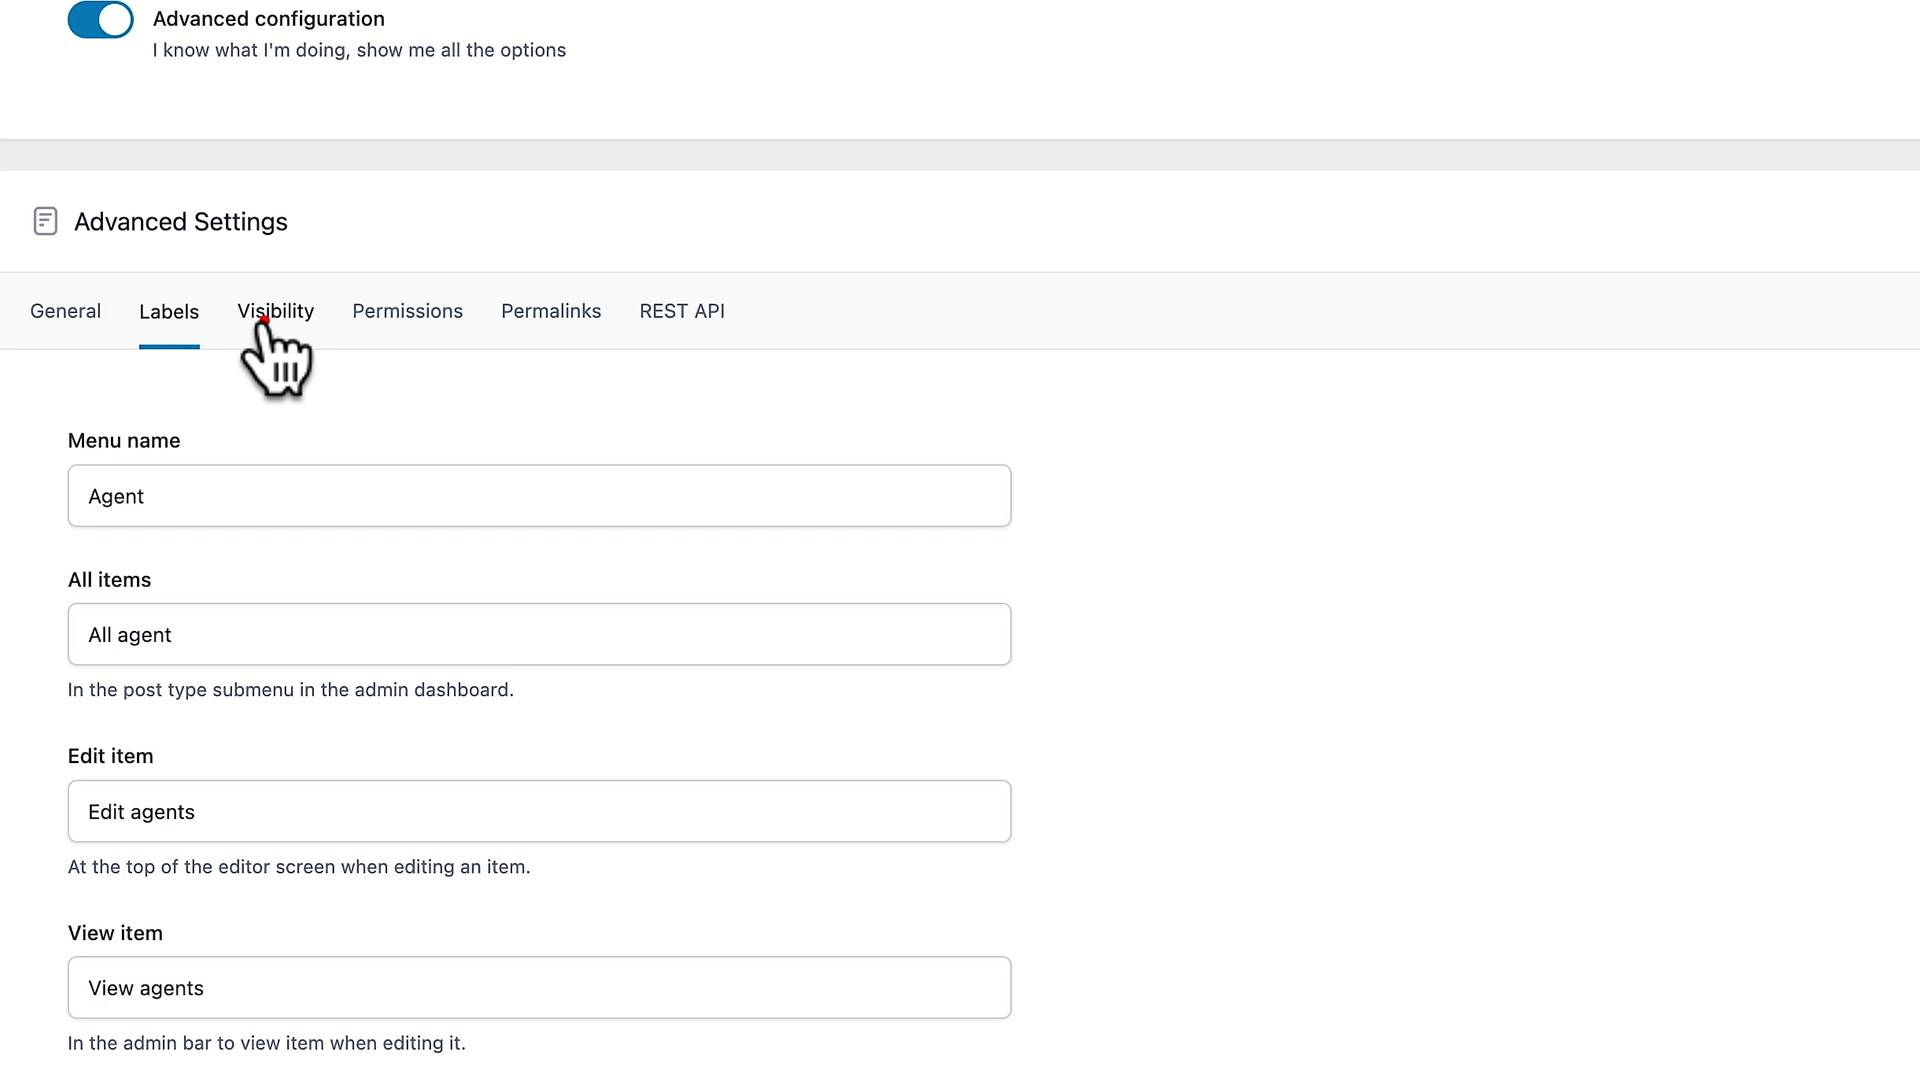 Advanced configuration
I know what I'm doing, show me all the options
Advanced Settings
General Labels Visibility Permissions Permalinks REST API
Menu name
Agent
All items
All agent
In the post type submenu in the admin dashboard.
Edit item
Edit agents
At the top of the editor screen when editing an item.
View item
View agents
In the admin bar to view item when editing it.